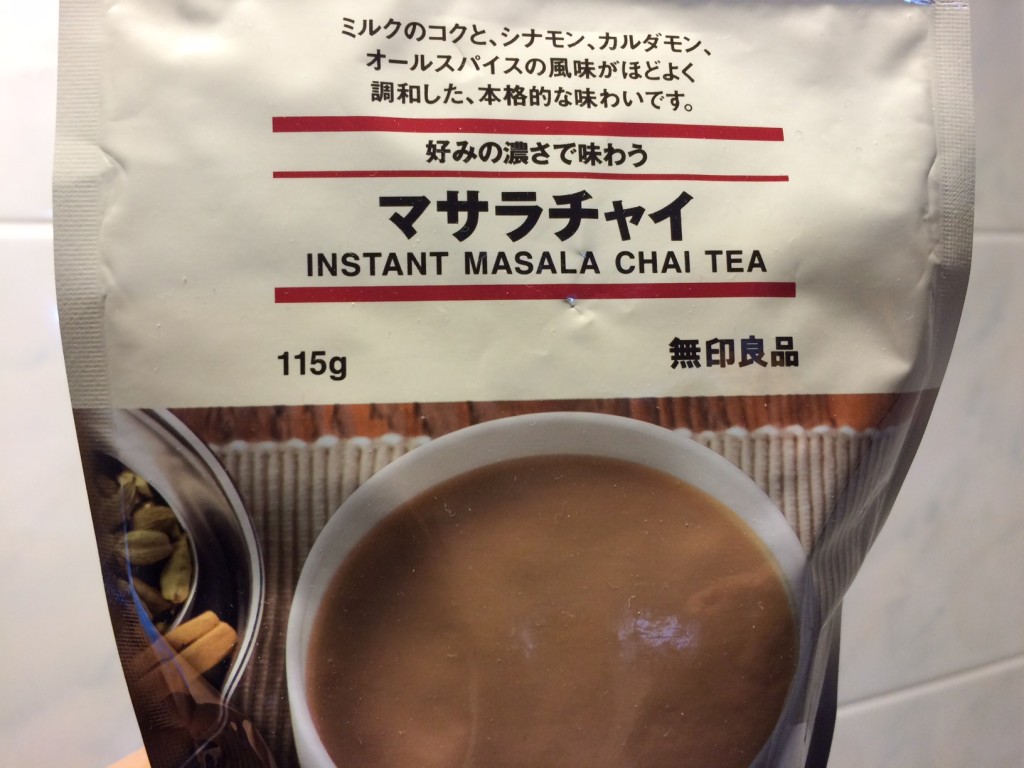 ミルクのコクと、シナモン、カルダモン、
オールスパイスの風味がほどよく
調和した、本格的な味わいです。
好みの濃さで味わう
マサラチャイ
INSTANT MASALA CHAI TEA
115g
無印良品